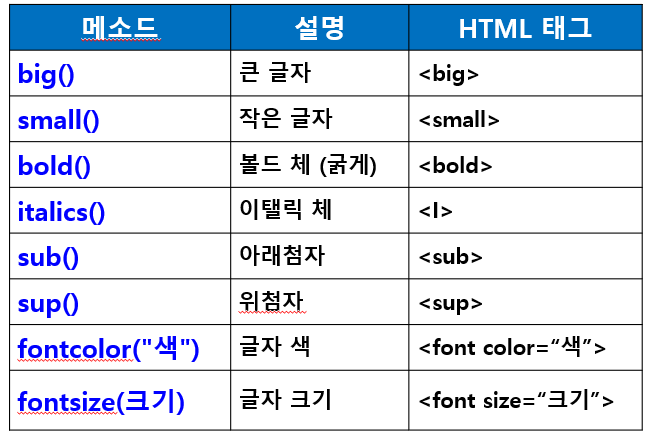 메소드 설명 HTML 태그
big() 큰 글자 <big>
small() 작은 글자 <small>
bold() 볼드 체 (굵게) <bold>
italics() 이탤릭 체 <I>
sub() 아래첨자 <sub>
sup() 위첨자 <sup>
fontcolor("색") 글자 색 <font color=“색”>
fontsize(크기) 글자 크기 <font size=“크기”>